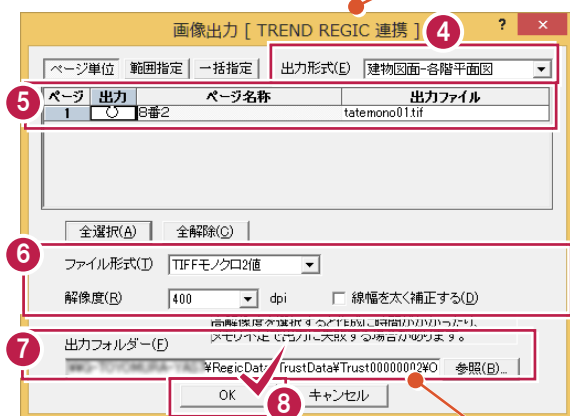 画像出力 [ TREND REGIC 連携 ] ? ×
4
ページ単位 範囲指定 一括指定 出力形式(E) 建物図面-各階平面図
5
ページ 出力 ページ名称 出力ファイル
1 ○ 8番2 tatemono01.tif
全選択(A) 全解除(C)
6
ファイル形式(T) TIFFモノクロ2値
解像度(R) 400 dpi 線幅を太く補正する(D)
7
出力フォルダー(F)
¥RegicData¥TrustData¥Trust00000002¥O 参照(B)...
OK キャンセル
8